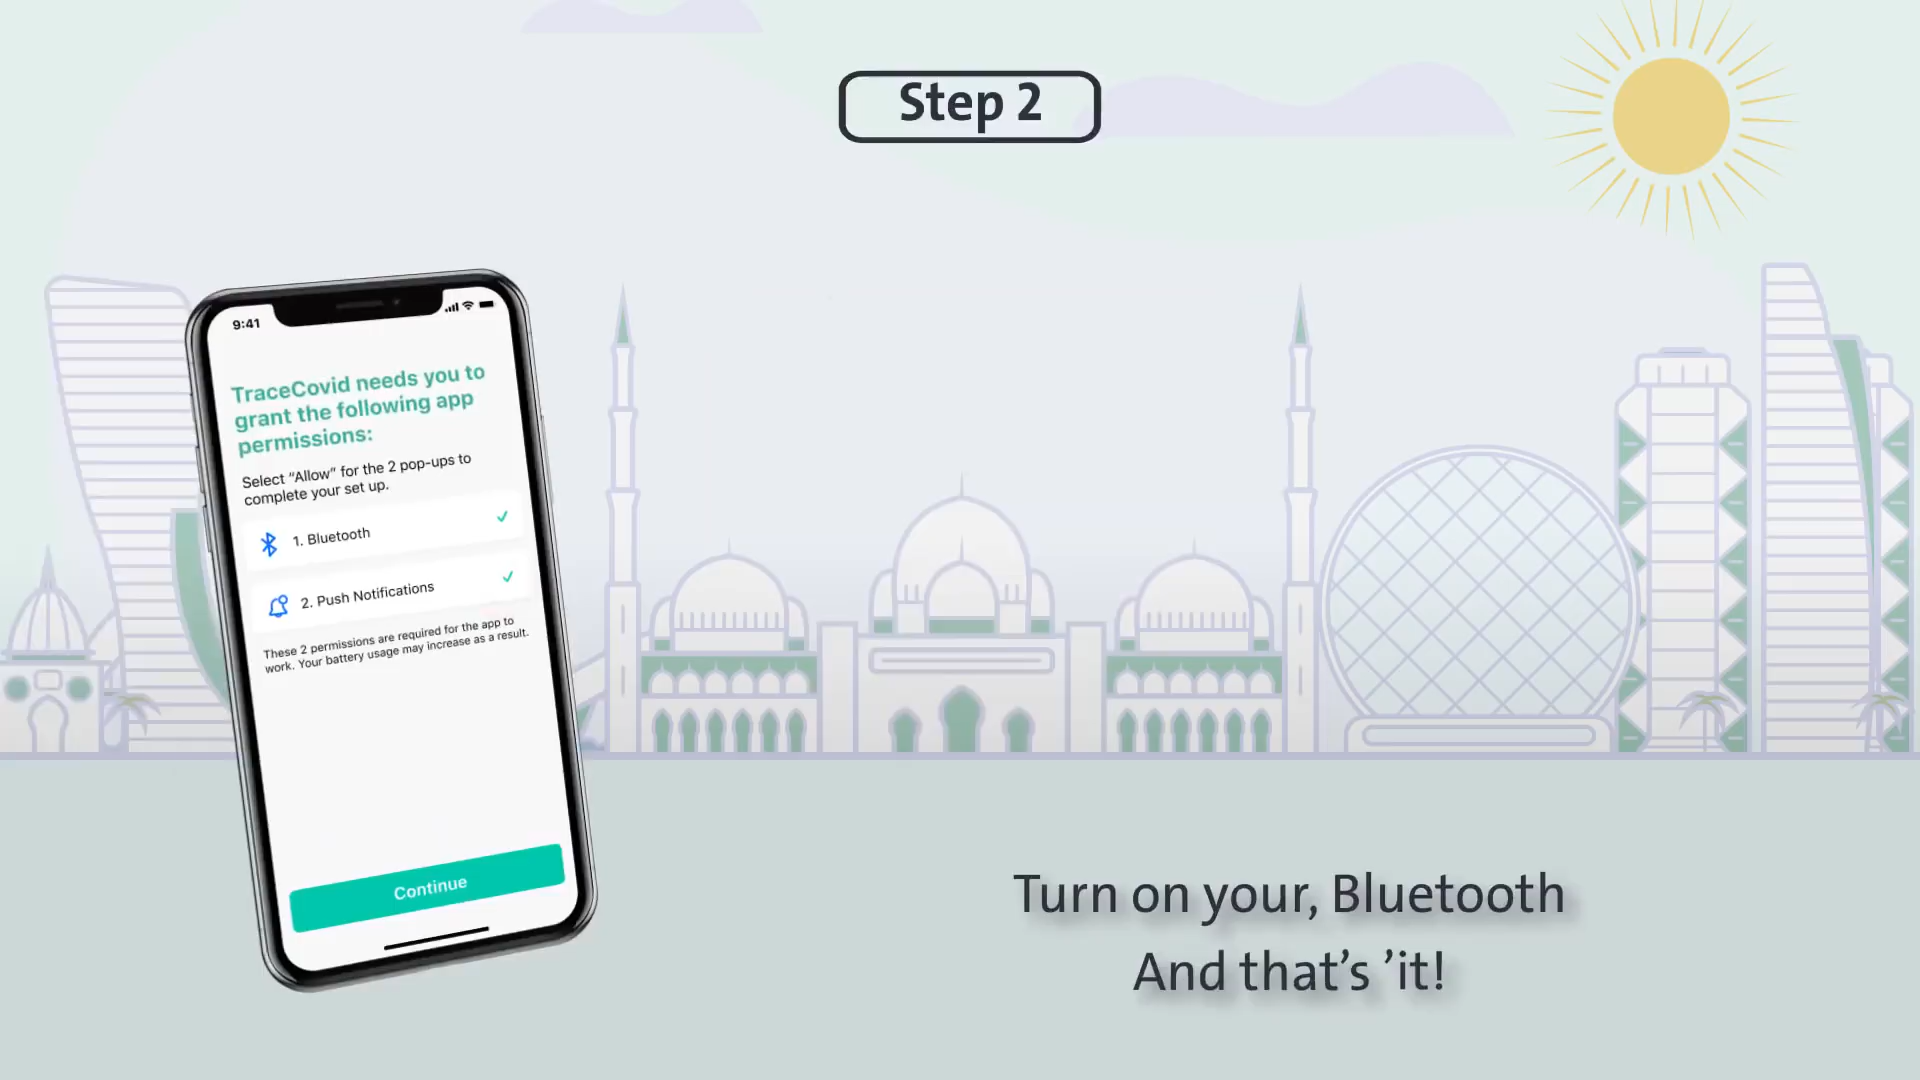 Step 2
9:41
TraceCovid needs you to
grant the following app
permissions:
Select “Allow” for the 2 pop-ups to
complete your set up.
1. Bluetooth
2. Push Notifications
These 2 permissions are required for the app to
work. Your battery usage may increase as a result.
Continue
Turn on your, Bluetooth
And that’s ’it!